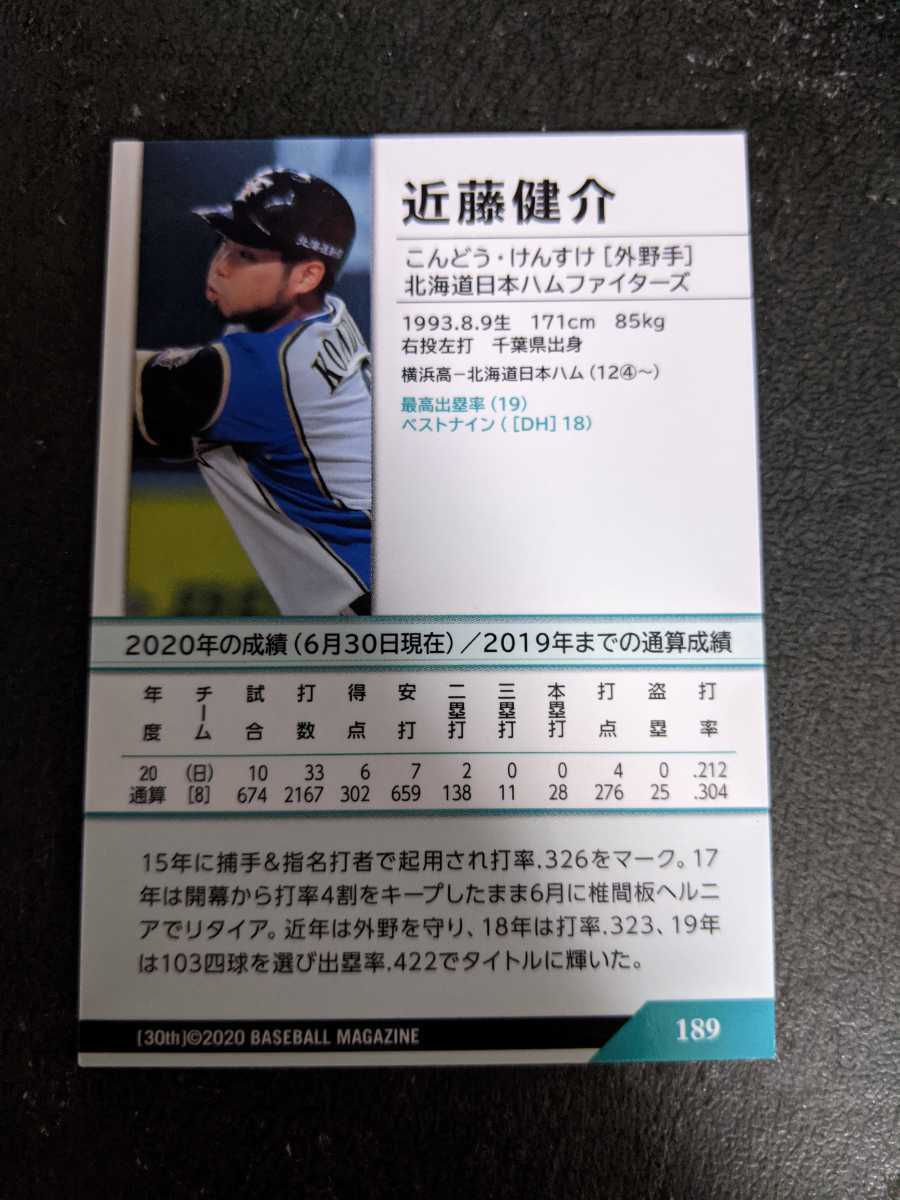 近藤健介
こんどう・けんすけ［外野手］
北海道日本ハムファイターズ
1993.8.9生 171cm 85kg
右投左打 千葉県出身
横浜高－北海道日本ハム（12④～）
最高出塁率（19）
ベストナイン（［DH］18）
2020年の成績（6月30日現在）／2019年までの通算成績
年度 チーム 試合 打数 得点 安打 二塁打 三塁打 本塁打 打点 盗塁 打率
20 （日） 10 33 6 7 2 0 0 4 0 .212
通算 ［8］ 674 2167 302 659 138 11 28 276 25 .304
15年に捕手&指名打者で起用され打率.326をマーク。17
年は開幕から打率4割をキープしたまま6月に椎間板ヘルニ
アでリタイア。近年は外野を守り、18年は打率.323、19年
は103四球を選び出塁率.422でタイトルに輝いた。
［30th］©2020 BASEBALL MAGAZINE
189